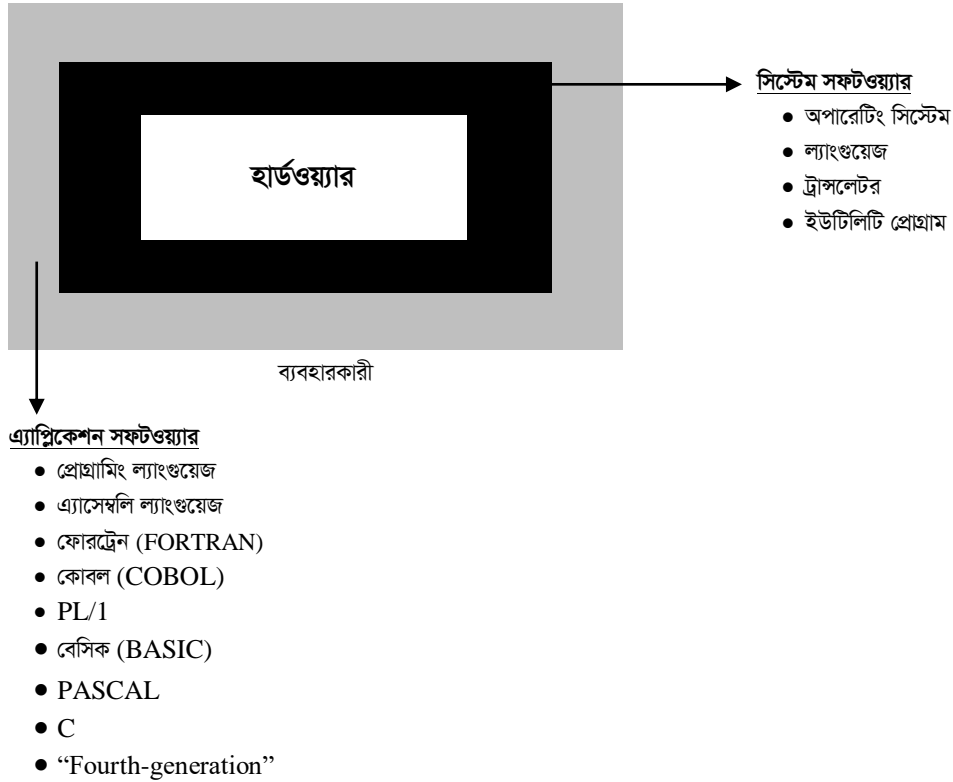 সিস্টেম সফটওয়্যার
● অপারেটিং সিস্টেম
● ল্যাংগুয়েজ
● ট্রান্সলেটর
● ইউটিলিটি প্রোগ্রাম
হার্ডওয়্যার
ব্যবহারকারী
এ্যাপ্লিকেশন সফটওয়্যার
● প্রোগ্রামিং ল্যাংগুয়েজ
● এ্যাসেম্বলি ল্যাংগুয়েজ
● ফোরট্রেন (FORTRAN)
● কোবল (COBOL)
● PL/1
● বেসিক (BASIC)
● PASCAL
● C
● “Fourth-generation”